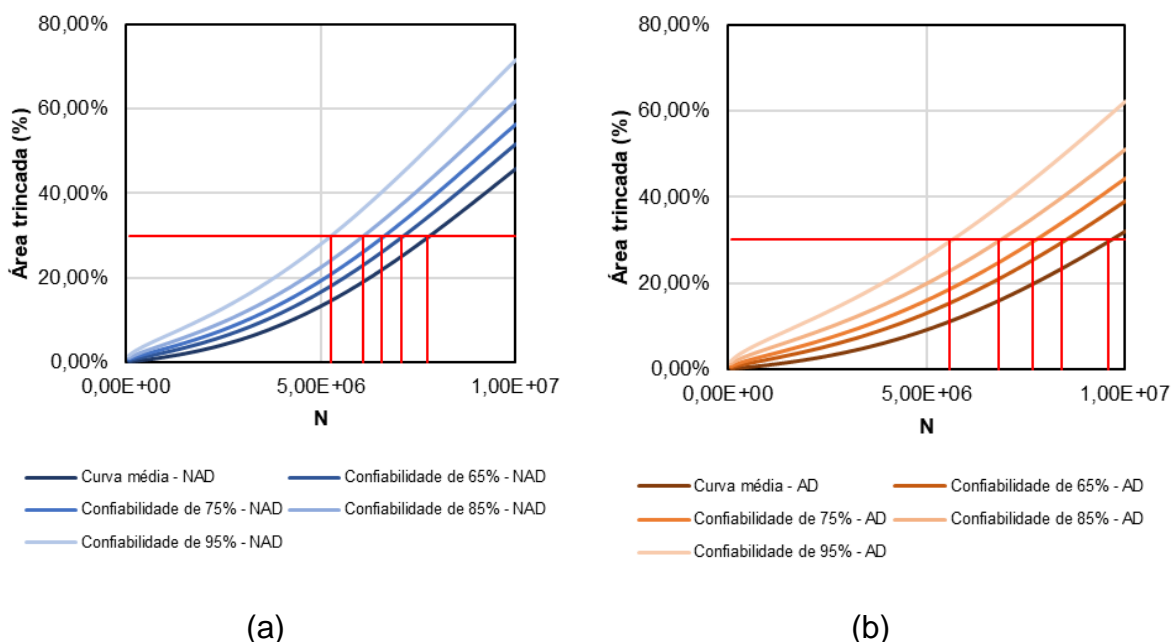 80,00%
60,00%
40,00%
20,00%
0,00%
Área trincada (%)
0,00E+00 5,00E+06 1,00E+07
N
Curva média - NAD Confiabilidade de 65% - NAD
Confiabilidade de 75% - NAD Confiabilidade de 85% - NAD
Confiabilidade de 95% - NAD
(a)
80,00%
60,00%
40,00%
20,00%
0,00%
Área trincada (%)
0,00E+00 5,00E+06 1,00E+07
N
Curva média - AD Confiabilidade de 65% - AD
Confiabilidade de 75% - AD Confiabilidade de 85% - AD
Confiabilidade de 95% - AD
(b)